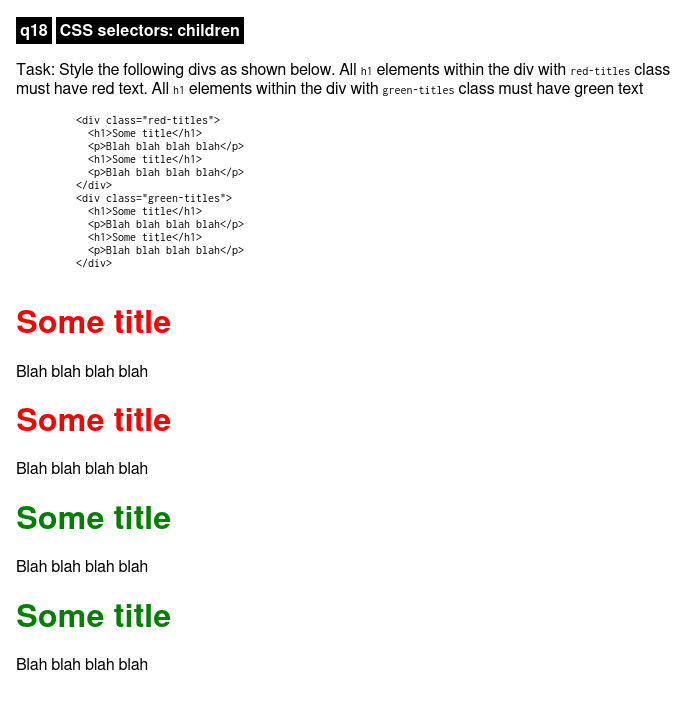 q18 CSS selectors: children
Task: Style the following divs as shown below. All h1 elements within the div with red-titles class
must have red text. All h1 elements within the div with green-titles class must have green text
<div class="red-titles">
  <h1>Some title</h1>
  <p>Blah blah blah blah</p>
  <h1>Some title</h1>
  <p>Blah blah blah blah</p>
</div>
<div class="green-titles">
  <h1>Some title</h1>
  <p>Blah blah blah blah</p>
  <h1>Some title</h1>
  <p>Blah blah blah blah</p>
</div>
Some title
Blah blah blah blah
Some title
Blah blah blah blah
Some title
Blah blah blah blah
Some title
Blah blah blah blah